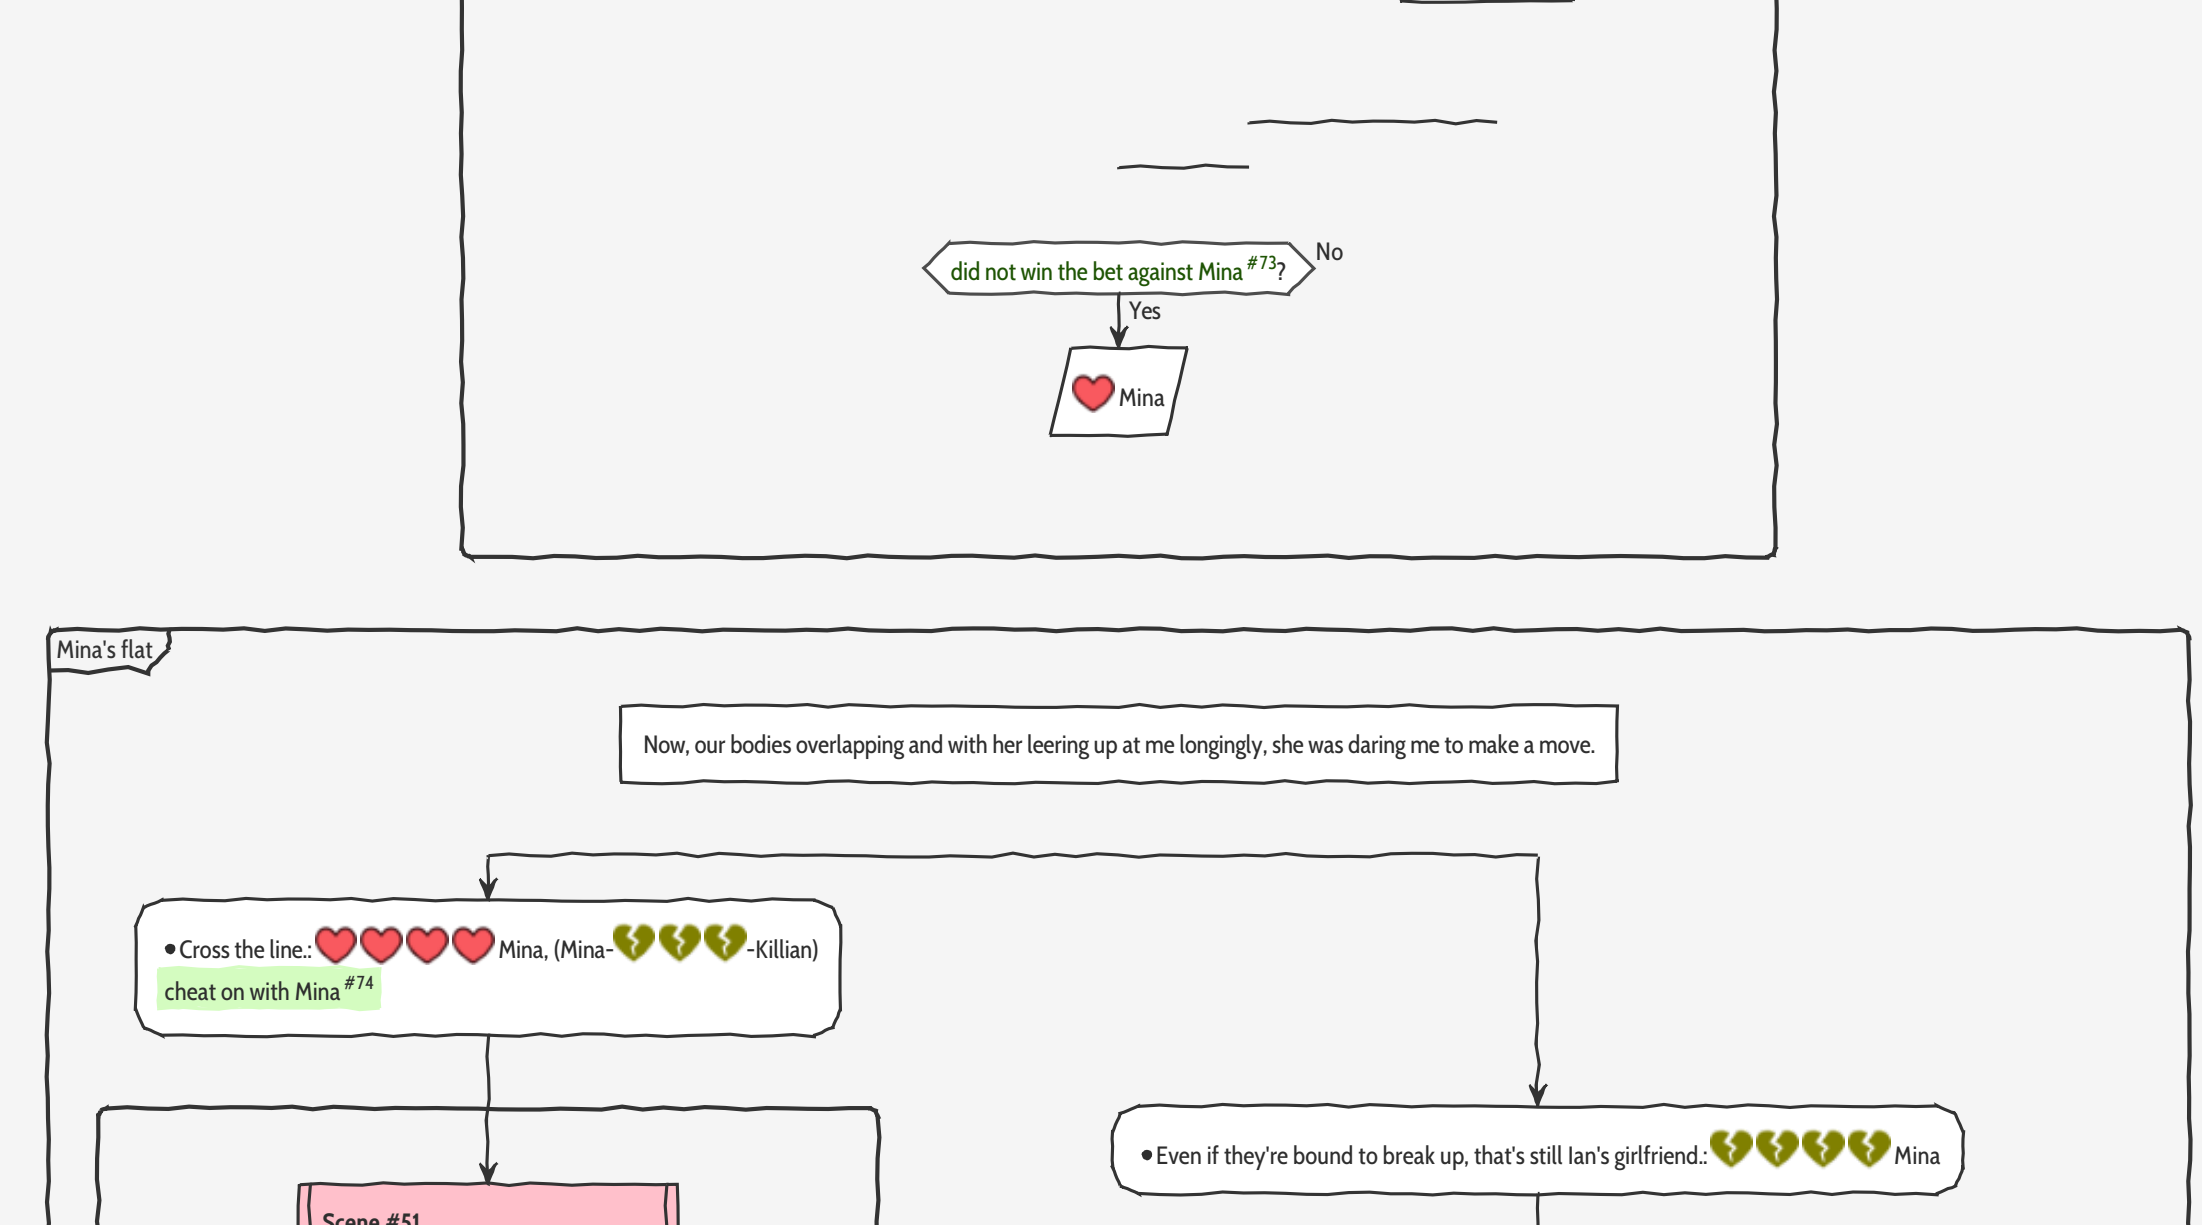 did not win the bet against Mina #73?
No
Yes
Mina
Mina's flat
Now, our bodies overlapping and with her leering up at me longingly, she was daring me to make a move.
•Cross the line.: Mina, (Mina- -Killian)
cheat on with Mina #74
•Even if they're bound to break up, that's still Ian's girlfriend.: Mina
Scene #51